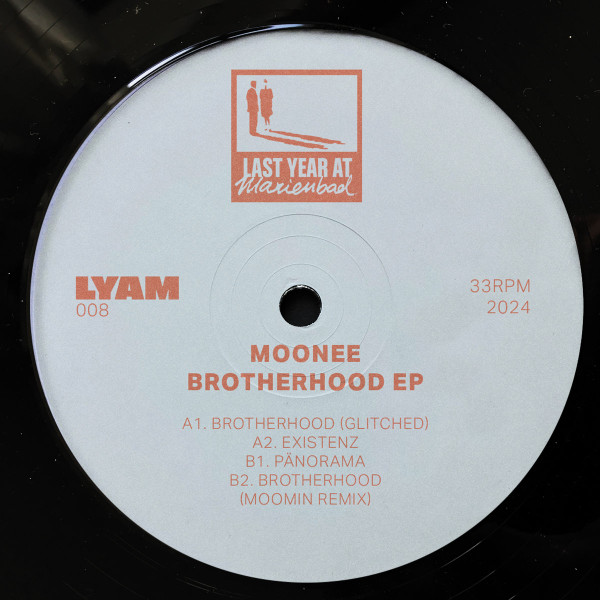 LAST YEAR AT
Marienbad
LYAM
008
33RPM
2024
MOONEE
BROTHERHOOD EP
A1. BROTHERHOOD (GLITCHED)
A2. EXISTENZ
B1. PÄNORAMA
B2. BROTHERHOOD
(MOOMIN REMIX)